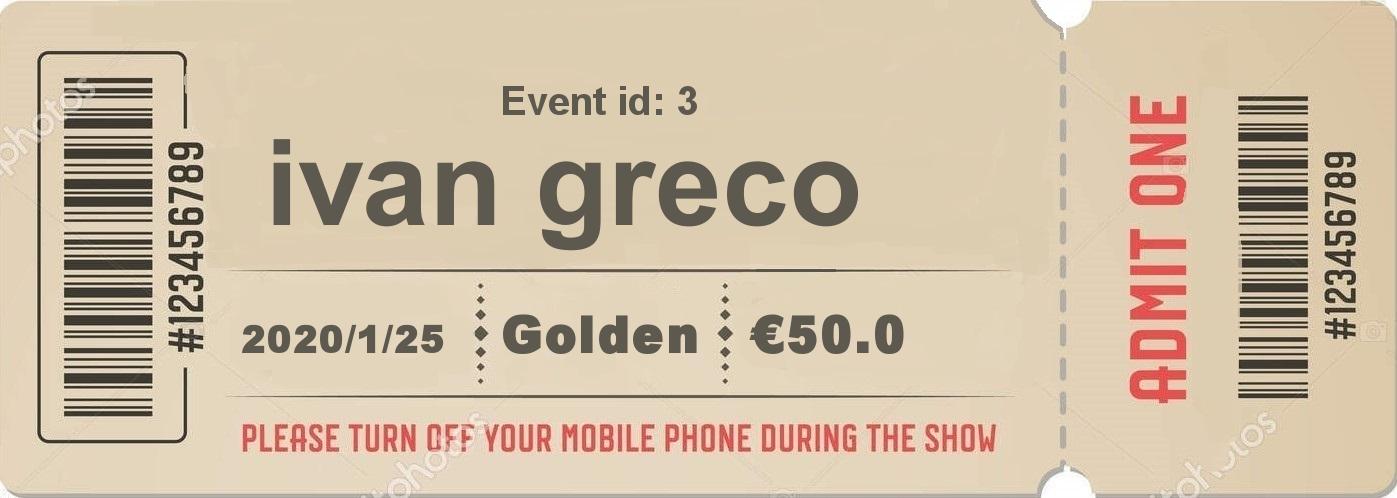 #123456789
Event id: 3
ivan greco
2020/1/25 Golden €50.0
PLEASE TURN OFF YOUR MOBILE PHONE DURING THE SHOW
ADMIT ONE
#123456789